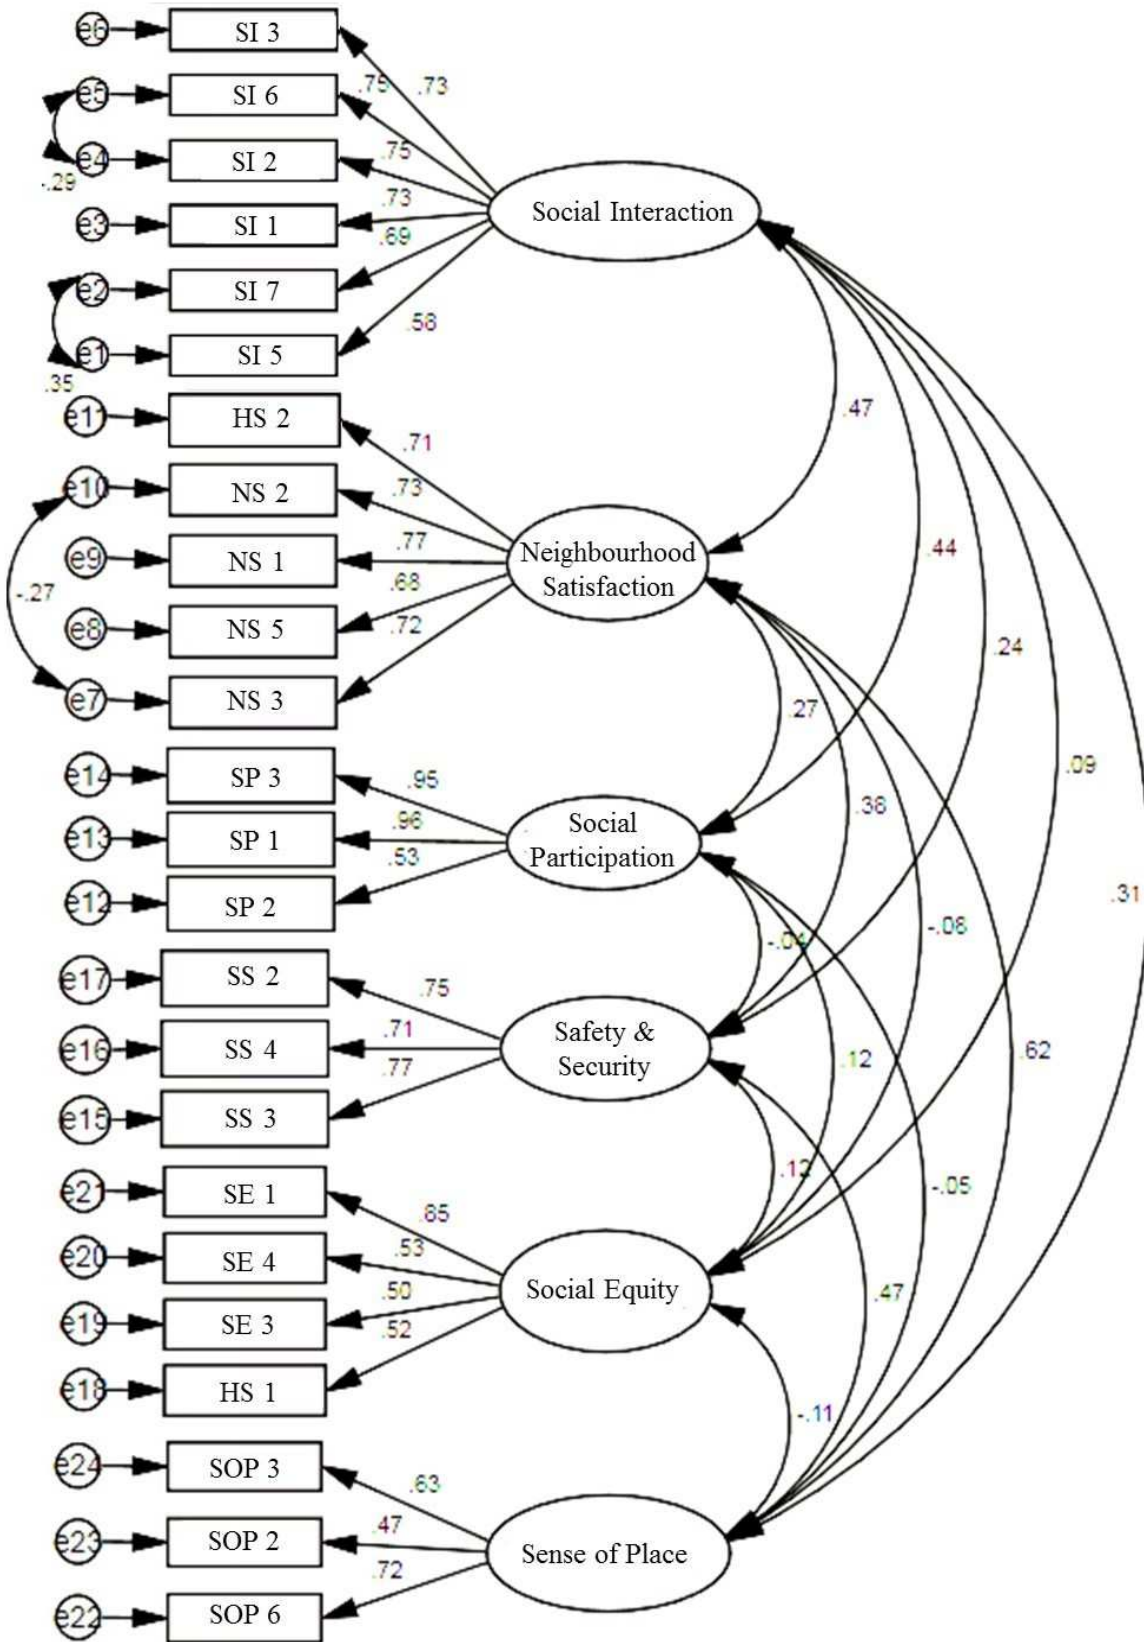 e6
SI 3
.73
e5
SI 6
.75
e4
SI 2
.75
-.29
e3
SI 1
.73
Social Interaction
e2
SI 7
.69
e1
SI 5
.58
.35
e11
HS 2
.71
.47
e10
NS 2
.73
e9
NS 1
.77
Neighbourhood
Satisfaction
.44
-.27
e8
NS 5
.68
.24
e7
NS 3
.72
.27
e14
SP 3
.95
.09
.38
e13
SP 1
.96
Social
Participation
e12
SP 2
.53
.31
-.08
-.04
e17
SS 2
.75
e16
SS 4
.71
Safety &
Security
.12
.62
e15
SS 3
.77
.12
e21
SE 1
.85
-.05
e20
SE 4
.53
Social Equity
.47
e19
SE 3
.50
e18
HS 1
.52
-.11
e24
SOP 3
.63
e23
SOP 2
.47
Sense of Place
e22
SOP 6
.72